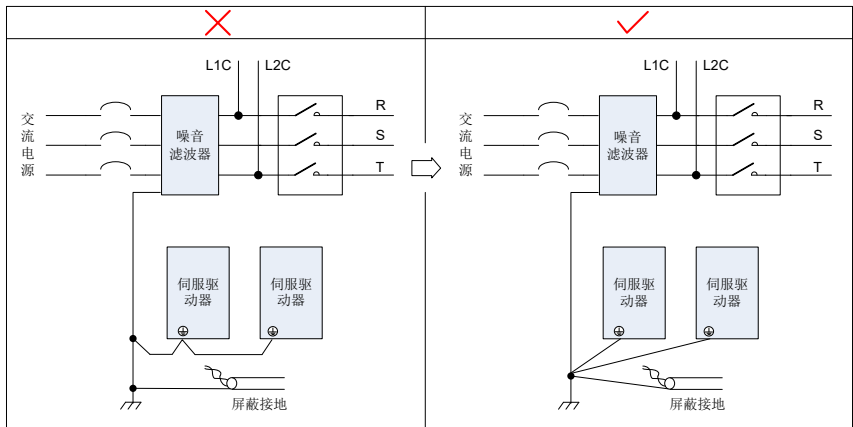 L1C L2C
R
交流电源
噪音
滤波器
S
T
伺服驱
动器
伺服驱
动器
屏蔽接地
L1C L2C
R
交流电源
噪音
滤波器
S
T
伺服驱
动器
伺服驱
动器
屏蔽接地